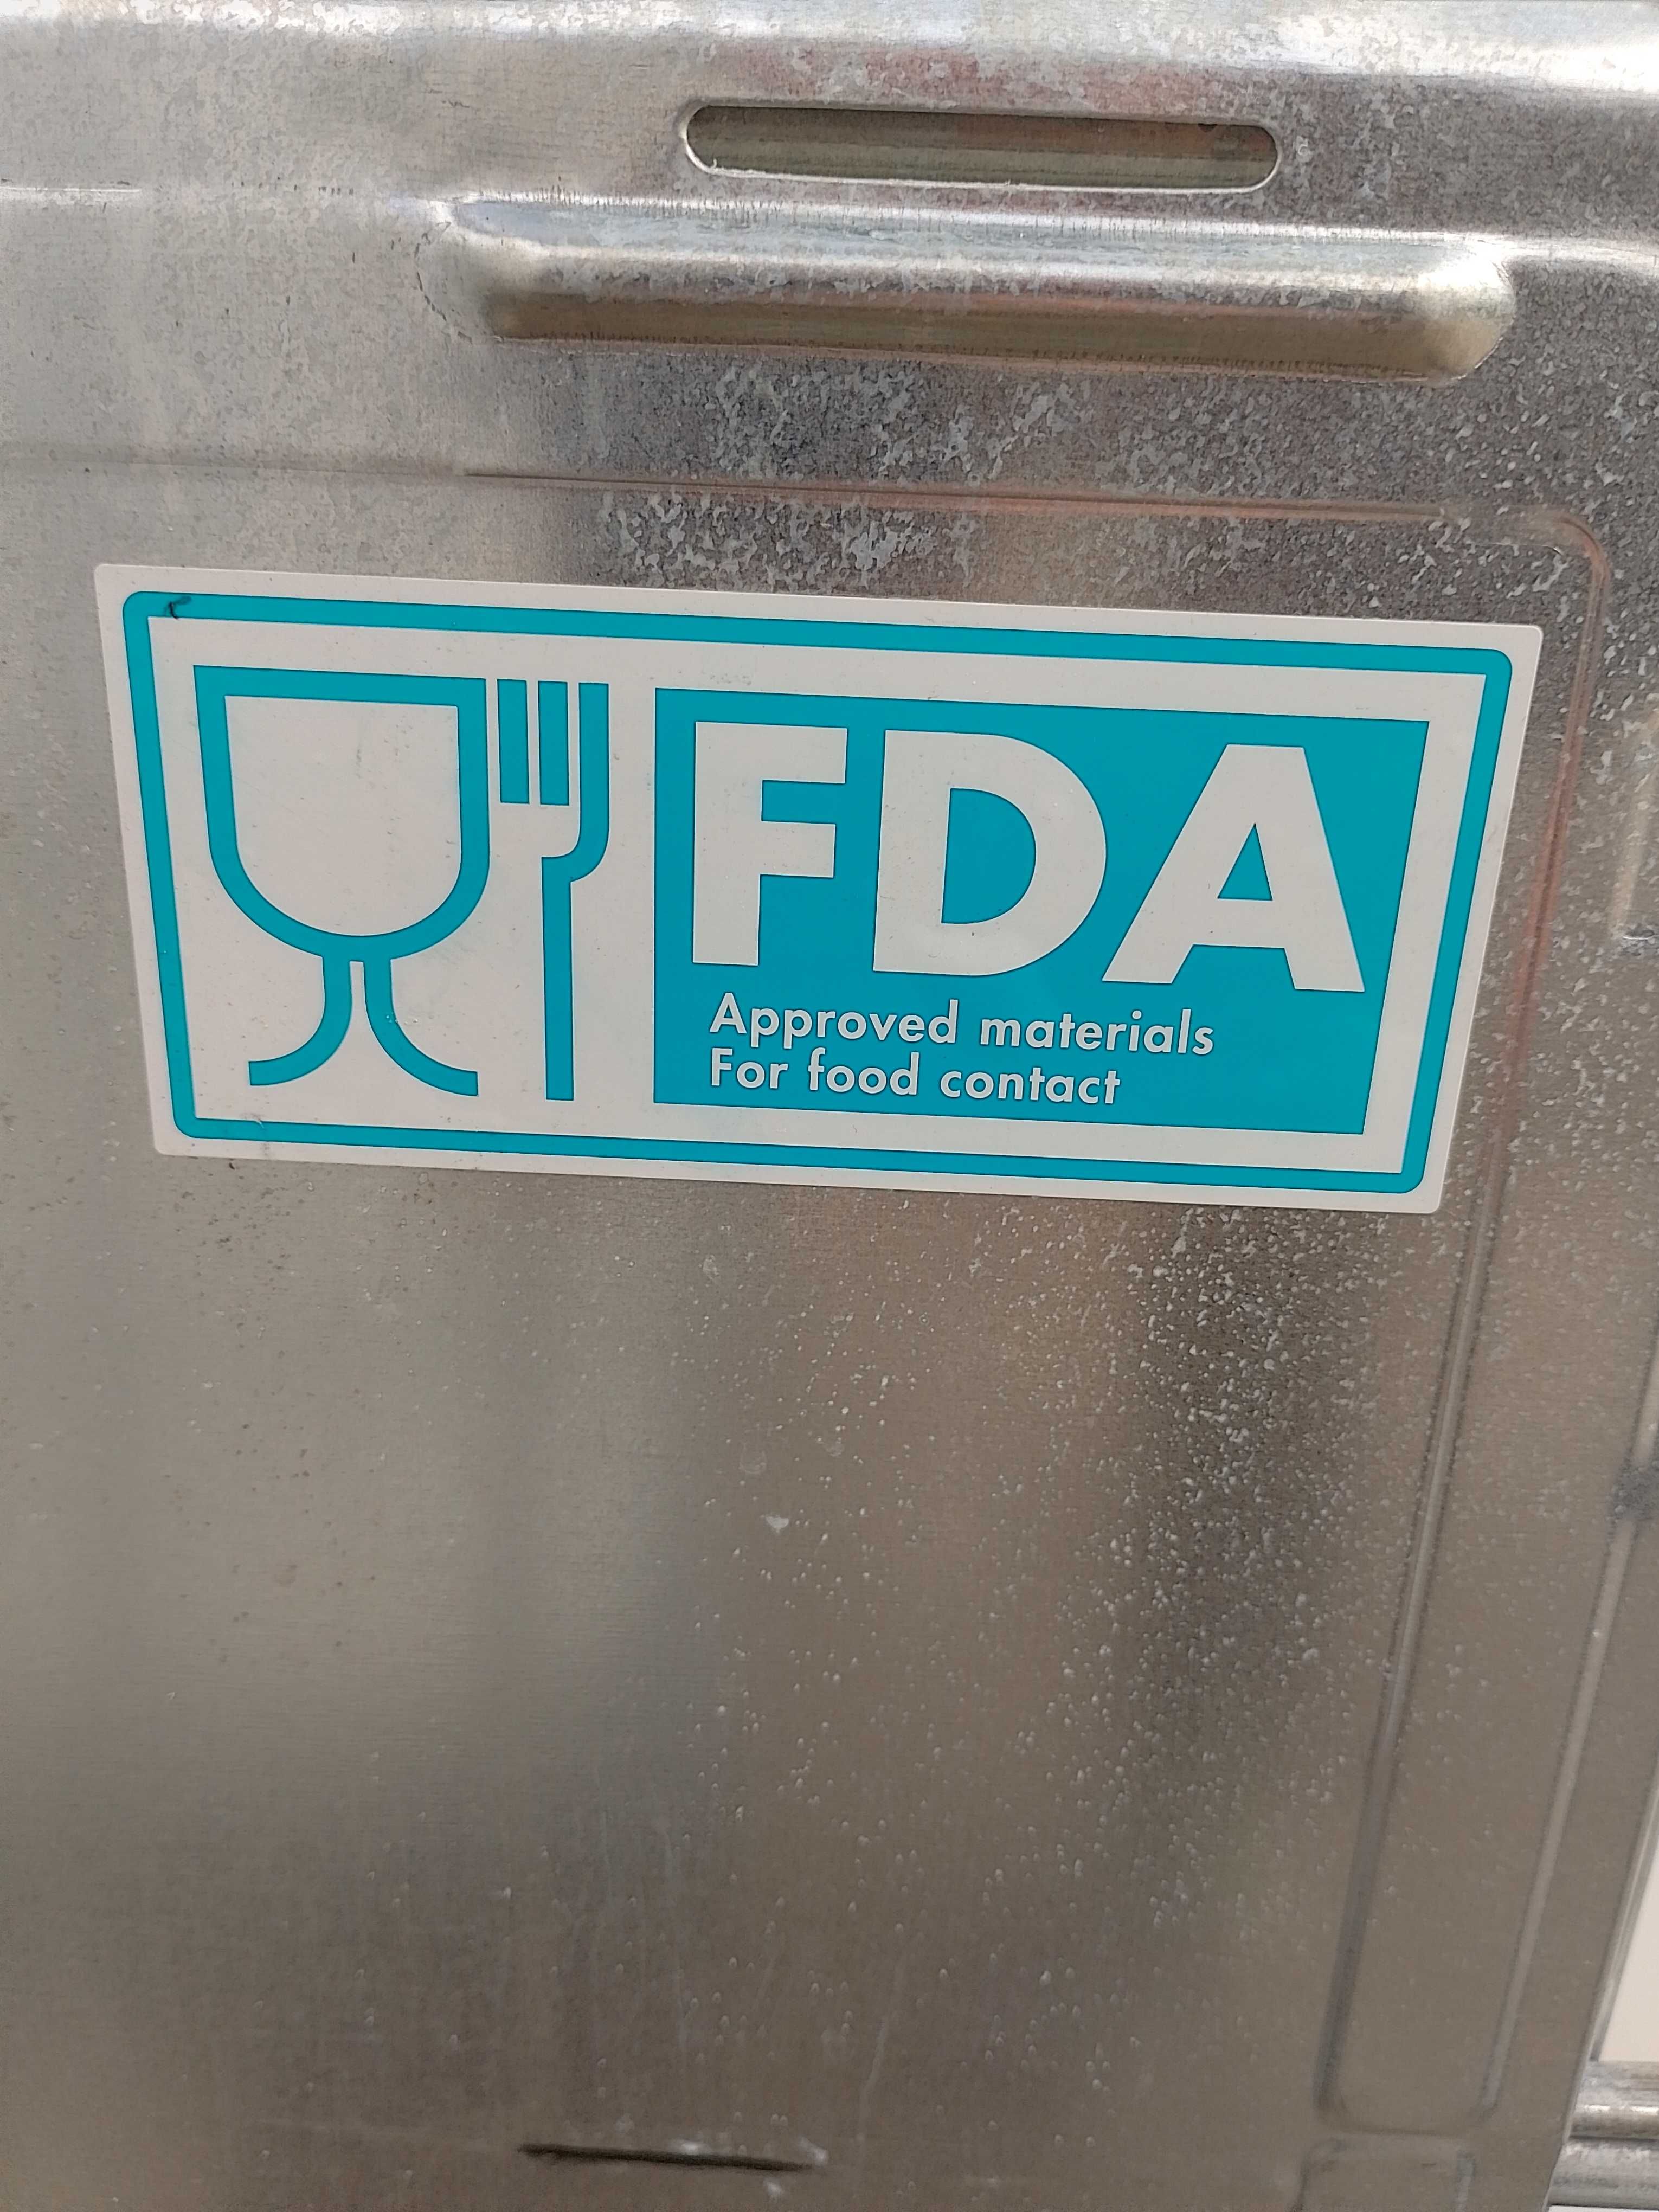 FDA
Approved materials
For food contact